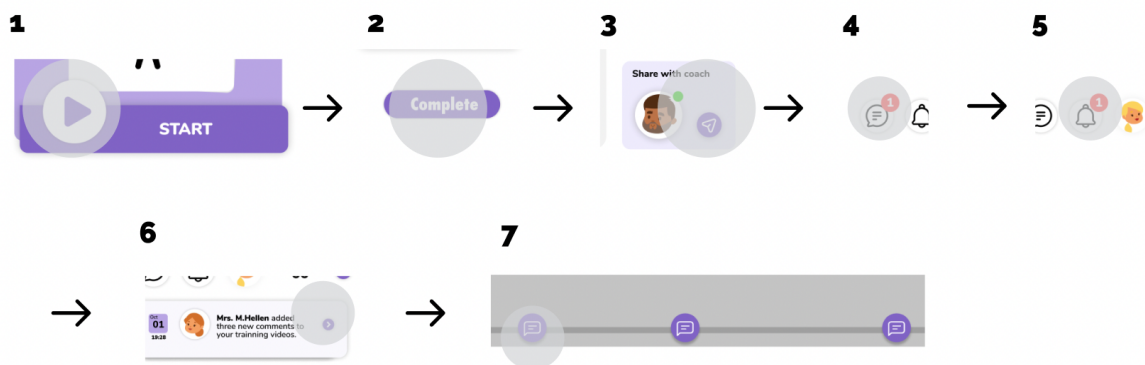 1
2
3
4
5
START
Complete
Share with coach
1
1
6
7
Oct
01
19:28
Mrs. M.Hellen added
three new comments to
your trainning videos.